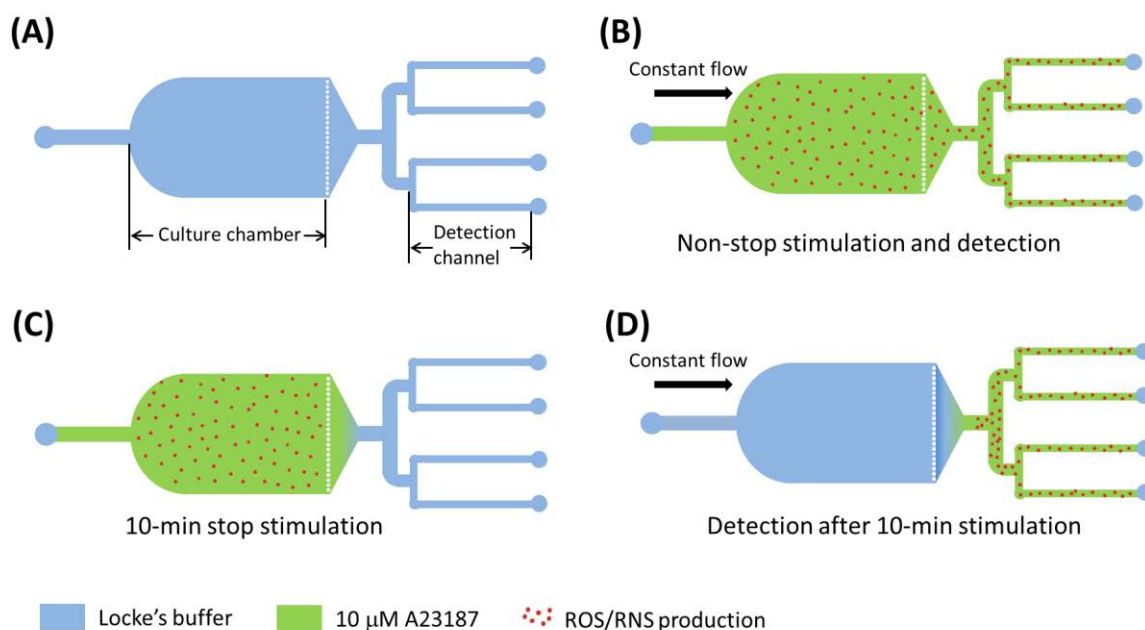 (A)
Culture chamber
Detection
channel
(B)
Constant flow
Non-stop stimulation and detection
(C)
10-min stop stimulation
(D)
Constant flow
Detection after 10-min stimulation
Locke's buffer
10 μM A23187
ROS/RNS production